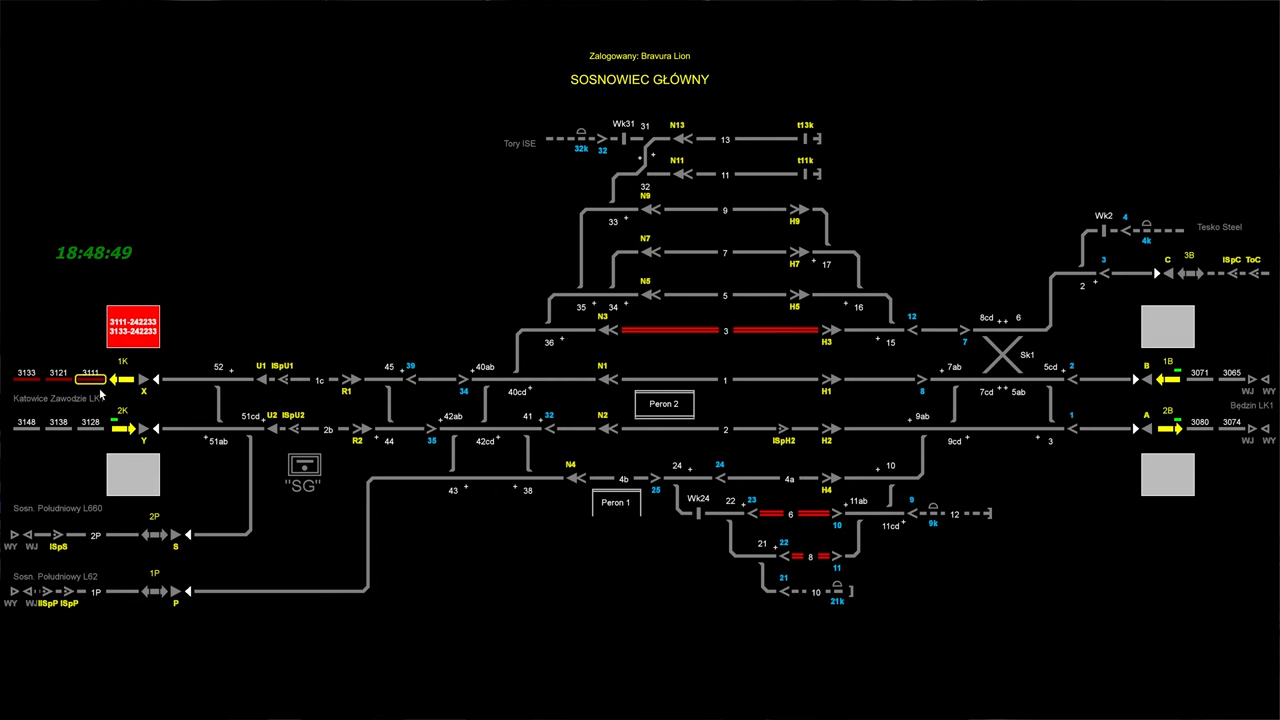 Zalogowany: Bravura Lion
SOSNOWIEC GŁÓWNY
Tory ISE
Wk31
31
N13
13
t13k
32k
32
N11
11
t11k
32
N9
33
9
H9
Wk2
4
4k
Tesko Steel
N7
7
H7
17
18:48:49
3
C
3B
ISpC
ToC
2
35
34
N5
5
H5
16
3111-242233
3133-242233
36
N3
3
H3
15
12
7
8cd
6
Sk1
1K
3133
3121
3111
X
52
U1
ISpU1
1c
R1
45
39
34
40ab
40cd
N1
1
H1
8
7ab
7cd
5ab
5cd
2
B
1B
3071
3065
Katowice Zawodzie LK
Peron 2
Będzin LK1
2K
3148
3138
3128
Y
51ab
51cd
U2
ISpU2
2b
R2
44
35
42ab
42cd
41
32
N2
2
ISpH2
H2
9ab
9cd
3
1
A
2B
3080
3074
WJ
WY
WJ
WY
"SG"
43
38
N4
4b
25
24
24
4a
H4
10
Peron 1
Wk24
22
23
6
10
11ab
11cd
9
9k
12
Sosn. Południowy L660
2P
WY
WJ
ISpS
2P
S
21
22
8
11
Sosn. Południowy L62
1P
WY
WJ
IISpP
ISpP
1P
P
21
10
21k